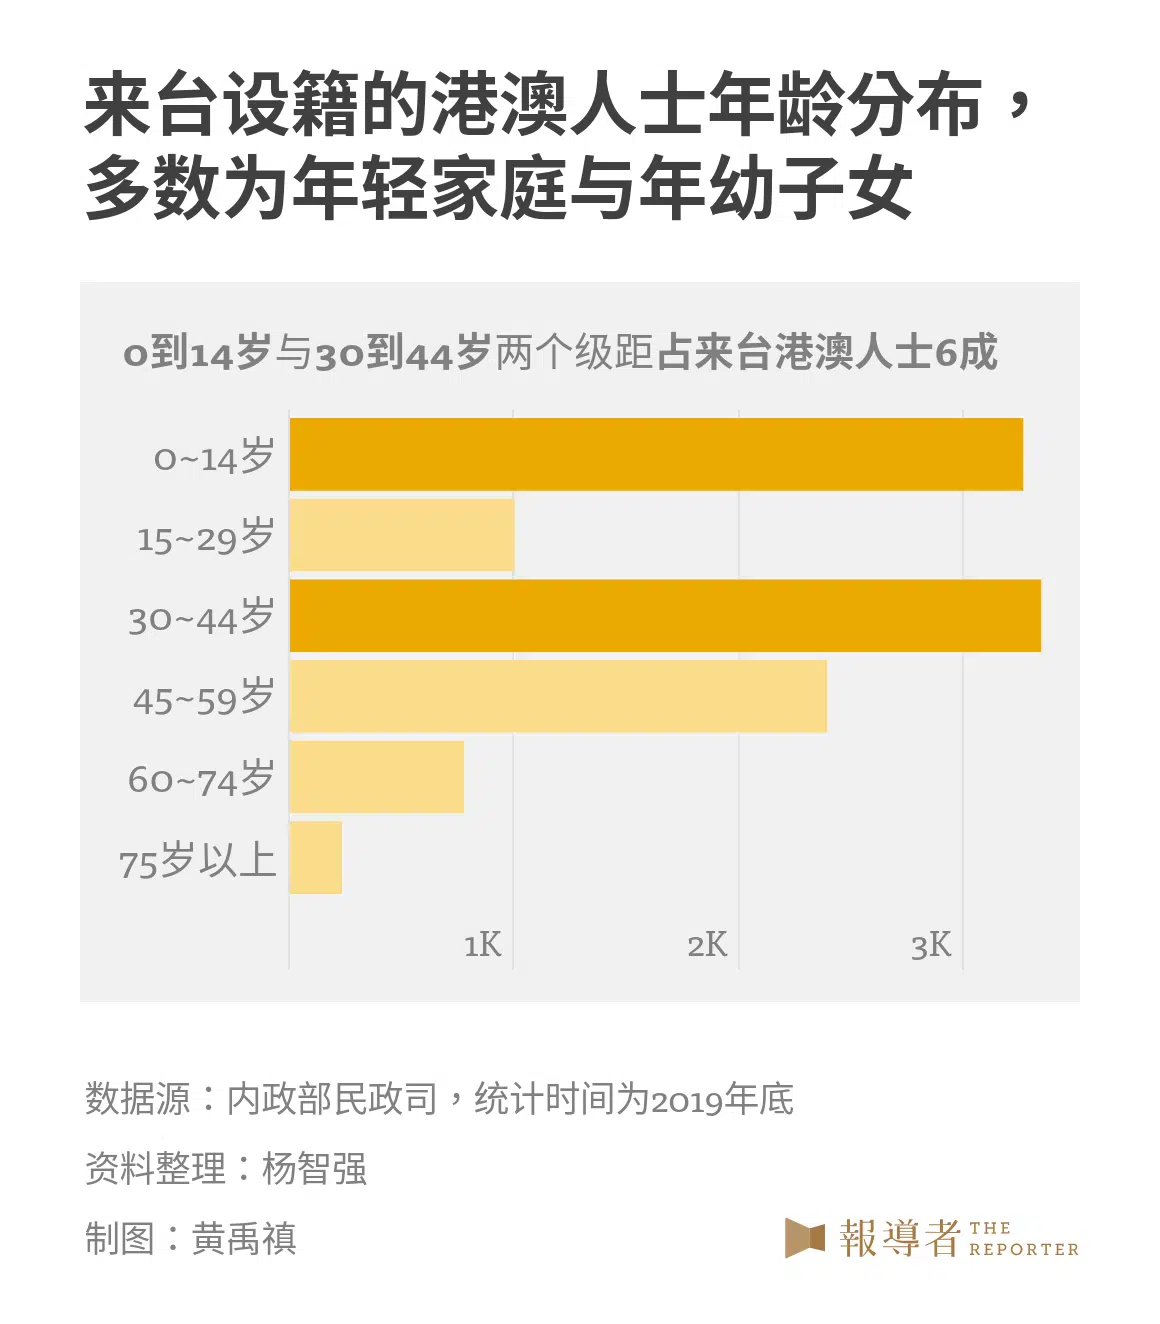 来台设籍的港澳人士年龄分布，
多数为年轻家庭与年幼子女
0到14岁与30到44岁两个级距占来台港澳人士6成
0~14岁
15~29岁
30~44岁
45~59岁
60~74岁
75岁以上
1K 2K 3K
数据源：内政部民政司，统计时间为2019年底
资料整理：杨智强
制图：黄禹禛
報導者 THE
REPORTER